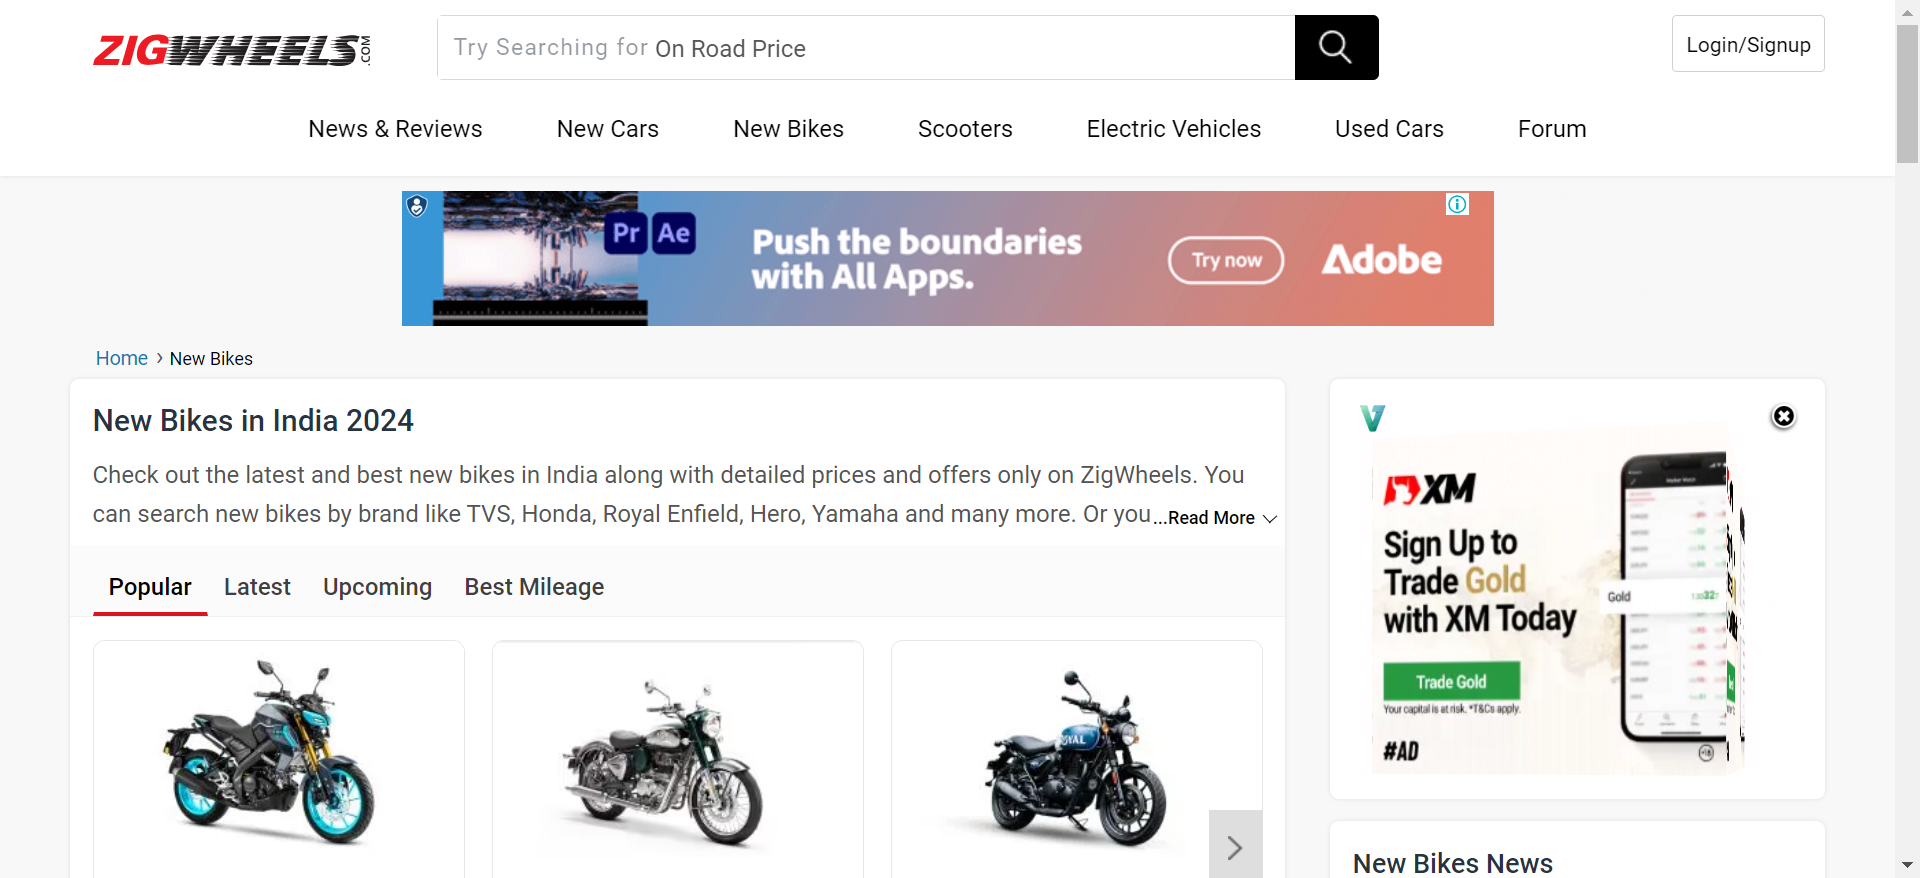 ZIGWHEELS.COM
Try Searching for On Road Price
Login/Signup
News & Reviews New Cars New Bikes Scooters Electric Vehicles Used Cars Forum
Pr Ae
Push the boundaries
with All Apps.
Try now
Adobe
Home › New Bikes
New Bikes in India 2024
Check out the latest and best new bikes in India along with detailed prices and offers only on ZigWheels. You
can search new bikes by brand like TVS, Honda, Royal Enfield, Hero, Yamaha and many more. Or you ...Read More
Popular Latest Upcoming Best Mileage
XM
Sign Up to
Trade Gold
with XM Today
Gold
Trade Gold
Your capital is at risk. *T&Cs apply.
#AD
New Bikes News